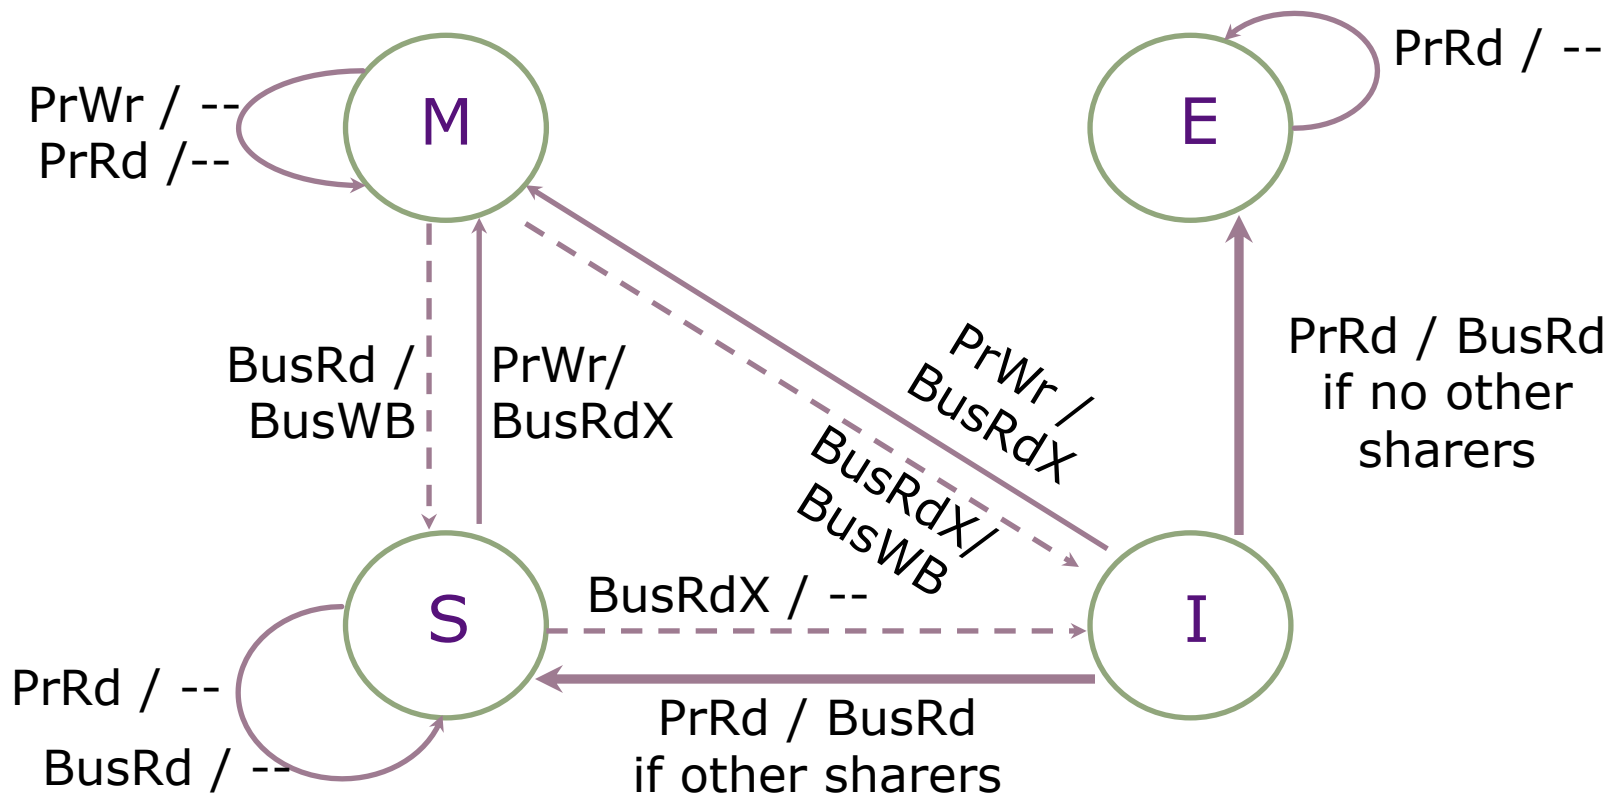 PrRd / --
PrWr / --
PrRd /--
M
E
BusRd /
BusWB
PrWr/
BusRdX
PrWr /
BusRdX
BusRdX/
BusWB
PrRd / BusRd
if no other
sharers
BusRdX / --
S
I
PrRd / --
BusRd / --
PrRd / BusRd
if other sharers